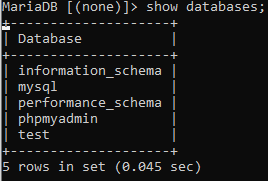 MariaDB [(none)]> show databases;
+--------------------+
| Database           |
+--------------------+
| information_schema |
| mysql              |
| performance_schema |
| phpmyadmin         |
| test               |
+--------------------+
5 rows in set (0.045 sec)